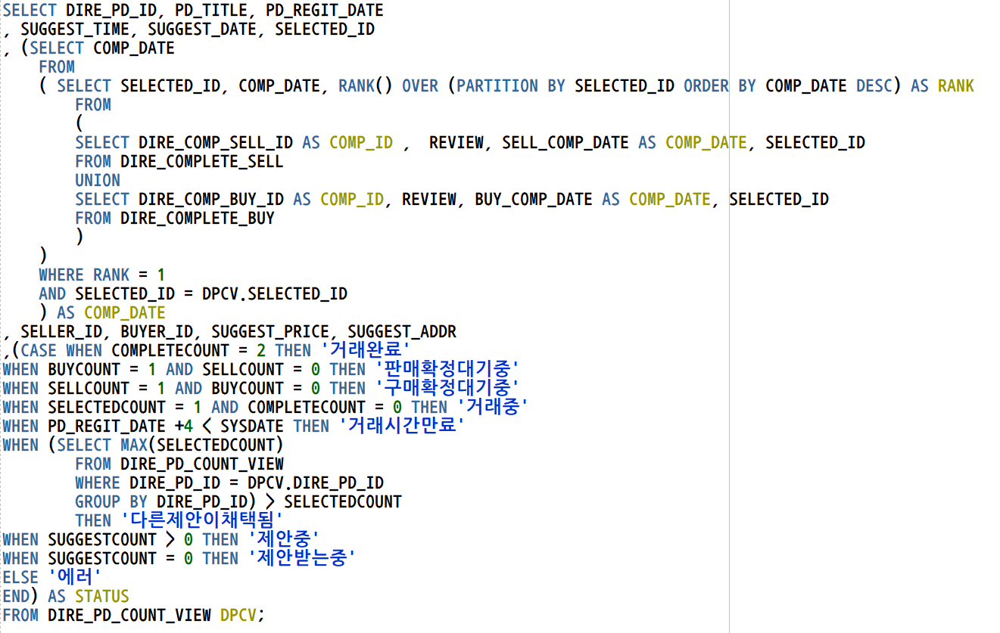 SELECT DIRE_PD_ID, PD_TITLE, PD_REGIT_DATE
, SUGGEST_TIME, SUGGEST_DATE, SELECTED_ID
, (SELECT COMP_DATE
FROM
( SELECT SELECTED_ID, COMP_DATE, RANK() OVER (PARTITION BY SELECTED_ID ORDER BY COMP_DATE DESC) AS RANK
FROM
(
SELECT DIRE_COMP_SELL_ID AS COMP_ID ,  REVIEW, SELL_COMP_DATE AS COMP_DATE, SELECTED_ID
FROM DIRE_COMPLETE_SELL
UNION
SELECT DIRE_COMP_BUY_ID AS COMP_ID, REVIEW, BUY_COMP_DATE AS COMP_DATE, SELECTED_ID
FROM DIRE_COMPLETE_BUY
)
)
WHERE RANK = 1
AND SELECTED_ID = DPCV.SELECTED_ID
) AS COMP_DATE
, SELLER_ID, BUYER_ID, SUGGEST_PRICE, SUGGEST_ADDR
,(CASE WHEN COMPLETECOUNT = 2 THEN '거래완료'
WHEN BUYCOUNT = 1 AND SELLCOUNT = 0 THEN '판매확정대기중'
WHEN SELLCOUNT = 1 AND BUYCOUNT = 0 THEN '구매확정대기중'
WHEN SELECTEDCOUNT = 1 AND COMPLETECOUNT = 0 THEN '거래중'
WHEN PD_REGIT_DATE +4 < SYSDATE THEN '거래시간만료'
WHEN (SELECT MAX(SELECTEDCOUNT)
FROM DIRE_PD_COUNT_VIEW
WHERE DIRE_PD_ID = DPCV.DIRE_PD_ID
GROUP BY DIRE_PD_ID) > SELECTEDCOUNT
THEN '다른제안이채택됨'
WHEN SUGGESTCOUNT > 0 THEN '제안중'
WHEN SUGGESTCOUNT = 0 THEN '제안받는중'
ELSE '에러'
END) AS STATUS
FROM DIRE_PD_COUNT_VIEW DPCV;